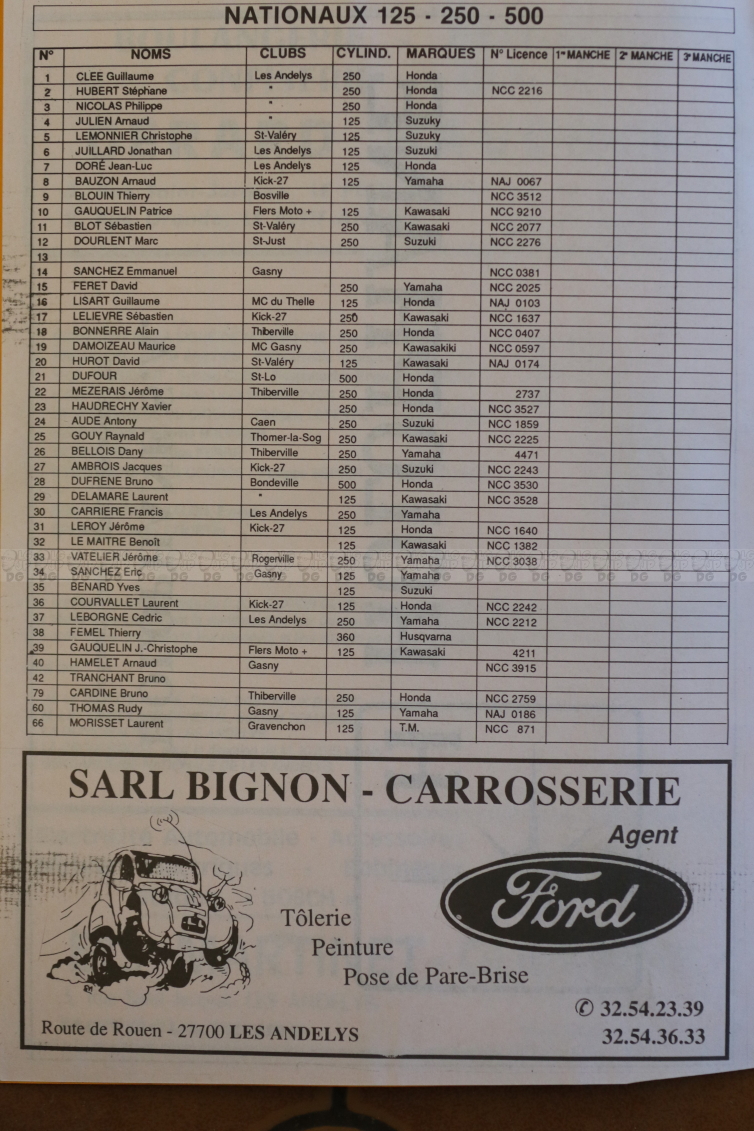 NATIONAUX 125 - 250 - 500
N° NOMS CLUBS CYLIND. MARQUES N° Licence 1re MANCHE 2e MANCHE 3e MANCHE
1 CLEE Guillaume Les Andelys 250 Honda
2 HUBERT Stéphane " 250 Honda NCC 2216
3 NICOLAS Philippe " 250 Honda
4 JULIEN Arnaud " 125 Suzuky
5 LEMONNIER Christophe St-Valéry 125 Suzuky
6 JUILLARD Jonathan Les Andelys 125 Suzuki
7 DORÉ Jean-Luc Les Andelys 125 Honda
8 BAUZON Arnaud Kick-27 125 Yamaha NAJ 0067
9 BLOUIN Thierry Bosville NCC 3512
10 GAUQUELIN Patrice Flers Moto + 125 Kawasaki NCC 9210
11 BLOT Sébastien St-Valéry 250 Kawasaki NCC 2077
12 DOURLENT Marc St-Just 250 Suzuki NCC 2276
13
14 SANCHEZ Emmanuel Gasny NCC 0381
15 FERET David 250 Yamaha NCC 2025
16 LISART Guillaume MC du Thelle 125 Honda NAJ 0103
17 LELIEVRE Sébastien Kick-27 250 Kawasaki NCC 1637
18 BONNERRE Alain Thiberville 250 Honda NCC 0407
19 DAMOIZEAU Maurice MC Gasny 250 Kawasakiki NCC 0597
20 HUROT David St-Valéry 125 Kawasaki NAJ 0174
21 DUFOUR St-Lo 500 Honda
22 MEZERAIS Jérôme Thiberville 250 Honda 2737
23 HAUDRECHY Xavier 250 Honda NCC 3527
24 AUDE Antony Caen 250 Suzuki NCC 1859
25 GOUY Raynald Thomer-la-Sog 250 Kawasaki NCC 2225
26 BELLOIS Dany Thiberville 250 Yamaha 4471
27 AMBROIS Jacques Kick-27 250 Suzuki NCC 2243
28 DUFRENE Bruno Bondeville 500 Honda NCC 3530
29 DELAMARE Laurent " 125 Kawasaki NCC 3528
30 CARRIERE Francis Les Andelys 250 Yamaha
31 LEROY Jérôme Kick-27 125 Honda NCC 1640
32 LE MAITRE Benoît 125 Kawasaki NCC 1382
33 VATELIER Jérôme Rogerville 250 Yamaha NCC 3038
34 SANCHEZ Eric Gasny 125 Yamaha
35 BENARD Yves 125 Suzuki
36 COURVALLET Laurent Kick-27 125 Honda NCC 2242
37 LEBORGNE Cedric Les Andelys 250 Yamaha NCC 2212
38 FEMEL Thierry 360 Husqvarna
39 GAUQUELIN J.-Christophe Flers Moto + 125 Kawasaki 4211
40 HAMELET Arnaud Gasny NCC 3915
42 TRANCHANT Bruno
79 CARDINE Bruno Thiberville 250 Honda NCC 2759
60 THOMAS Rudy Gasny 125 Yamaha NAJ 0186
66 MORISSET Laurent Gravenchon 125 T.M. NCC 871
SARL BIGNON - CARROSSERIE
Agent
Ford
Tôlerie
Peinture
Pose de Pare-Brise
✆ 32.54.23.39
Route de Rouen - 27700 LES ANDELYS
32.54.36.33